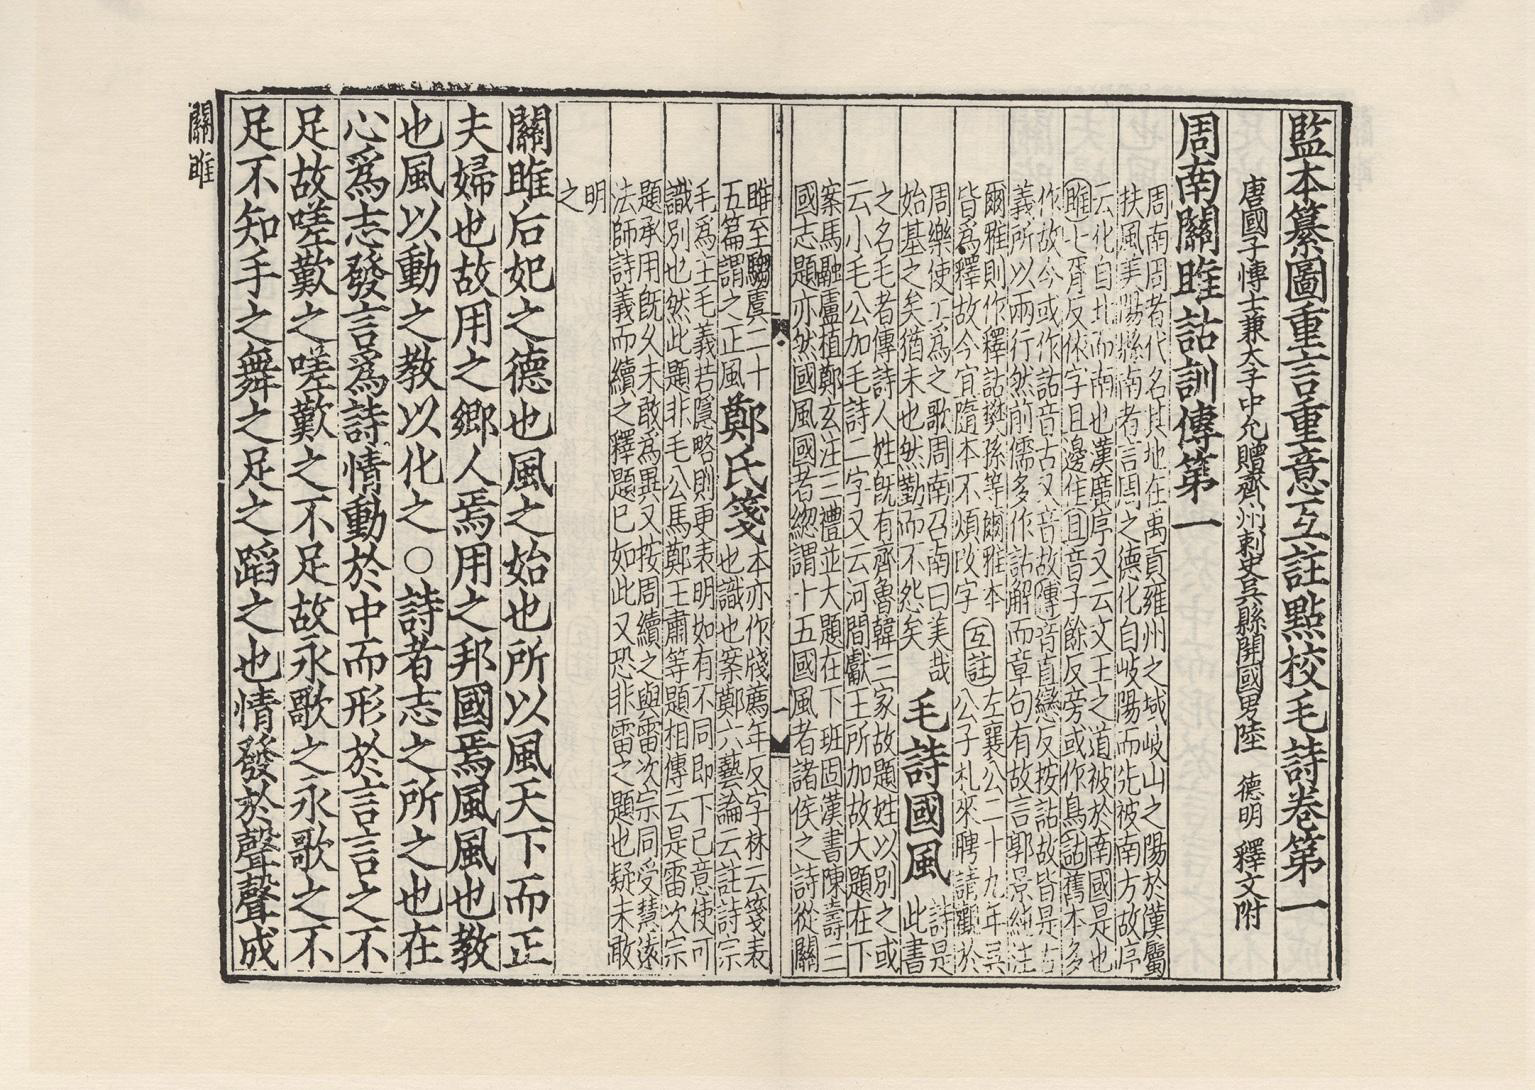 監本纂圖重言重意互註點校毛詩卷第一
唐國子博士兼太子中允贈齊州刺史吳縣開國男陸 德明 釋文附
周南關雎詁訓傳第一
周南周者代名其地在禹貢雍州之域岐山之陽於漢屬
扶風美陽縣南者言周之德化自岐陽而先被南方故序
云化自北而南也漢廣序又云文王之道被於南國是也
雎七胥反依字且邊隹且音子餘反旁或作鳥詁舊本多
作故今或作詁音古又音故傳音直戀反按詁故皆是古
義所以兩行然前儒多作詁解而章句有故言郭景純注
爾雅則作釋詁樊孫等爾雅本
皆爲釋故今宜隨本不煩改字 互註 左襄公二十九年吳
公子札來聘請觀於
周樂使工爲之歌周南召南曰美哉
始基之矣猶未也然勤而不怨矣 毛詩國風 詩是
此書
之名毛者傳詩人姓既有齊魯韓三家故題姓以別之或
云小毛公加毛詩二字又云河間獻王所加故大題在下
案馬融盧植鄭玄注三禮並大題在下班固漢書陳壽三
國志題亦然國風國者緫謂十五國風者諸侯之詩從關
雎至騶虞二十
五篇謂之正風 鄭氏箋 本亦作牋薦年反字林云箋表
也識也案鄭六藝論云註詩宗
毛爲主毛義若隱略則更表明如有不同即下己意使可
識別也然此題非毛公馬鄭王肅等題相傳云是雷次宗
題承用既久未敢爲異又按周續之與雷次宗同受慧遠
法師詩義而續之釋題已如此又恐非雷之題也疑未敢
明
之
關雎后妃之德也風之始也所以風天下而正
夫婦也故用之鄉人焉用之邦國焉風風也教
也風以動之教以化之○詩者志之所之也在
心爲志發言爲詩情動於中而形於言言之不
足故嗟歎之嗟歎之不足故永歌之永歌之不
足不知手之舞之足之蹈之也情發於聲聲成
關雎